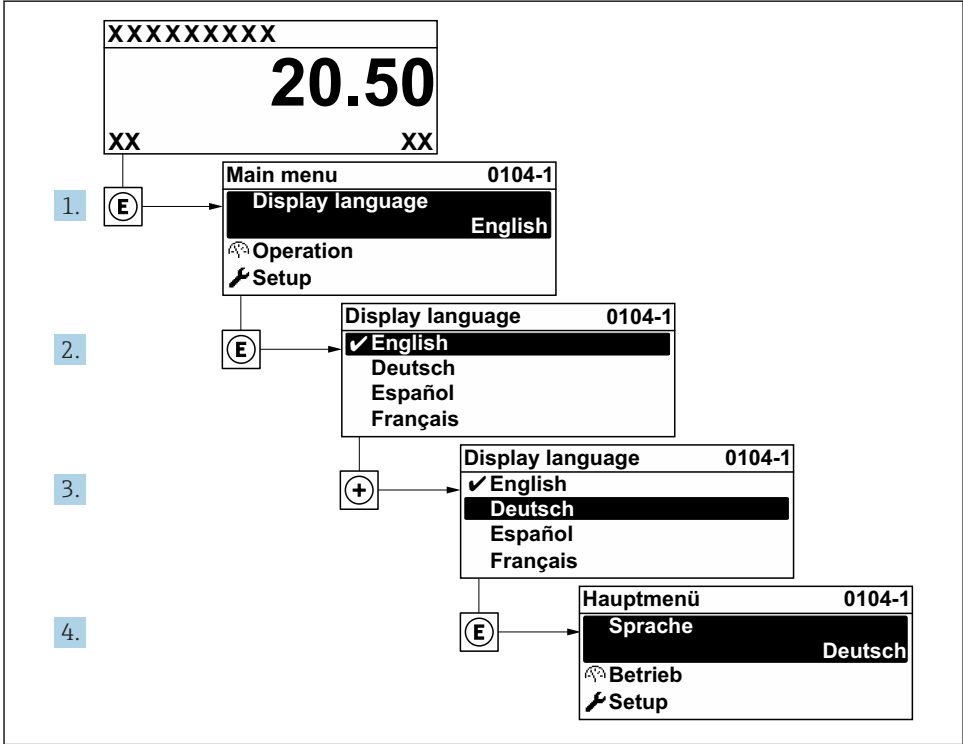 XXXXXXXXX
20.50
XX XX
1. E
Main menu 0104-1
Display language
English
Operation
Setup
2. E
Display language 0104-1
✔English
Deutsch
Español
Français
3. +
Display language 0104-1
✔English
Deutsch
Español
Français
4. E
Hauptmenü 0104-1
Sprache
Deutsch
Betrieb
Setup